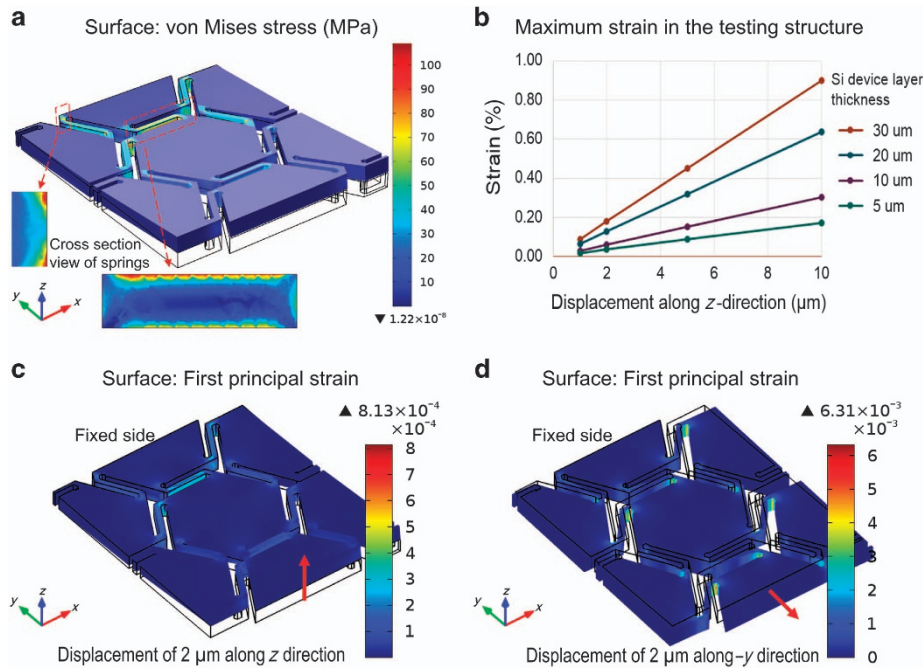 a
Surface: von Mises stress (MPa)
100
90
80
70
60
50
40
30
20
10
▼ 1.22×10⁻⁸
Cross section
view of springs
y z x
b
Maximum strain in the testing structure
Strain (%)
1.00
0.80
0.60
0.40
0.20
0.00
0 2 4 6 8 10
Displacement along z-direction (µm)
Si device layer
thickness
30 um
20 um
10 um
5 um
c
Surface: First principal strain
▲ 8.13×10⁻⁴
×10⁻⁴
Fixed side
8
7
6
5
4
3
2
1
y z x
Displacement of 2 µm along z direction
d
Surface: First principal strain
▲ 6.31×10⁻³
×10⁻³
Fixed side
6
5
4
3
2
1
0
y z x
Displacement of 2 µm along–y direction